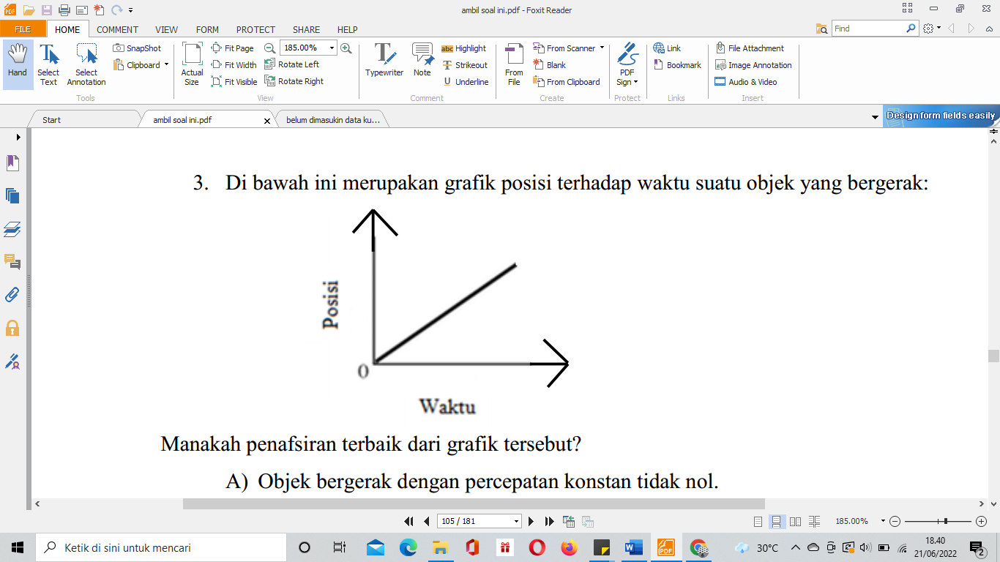 ambil soal ini.pdf - Foxit Reader
FILE HOME COMMENT VIEW FORM PROTECT SHARE HELP
Find
Hand
Select Text
Select Annotation
SnapShot
Clipboard
Tools
Actual Size
Fit Page
Fit Width
Fit Visible
185.00%
Rotate Left
Rotate Right
View
Typewriter
Note
Highlight
Strikeout
Underline
Comment
From File
From Scanner
Blank
From Clipboard
Create
PDF Sign
Protect
Link
Bookmark
Links
File Attachment
Image Annotation
Audio & Video
Insert
Start
ambil soal ini.pdf
belum dimasukin data ku...
Design form fields easily
3. Di bawah ini merupakan grafik posisi terhadap waktu suatu objek yang bergerak:
Posisi
0
Waktu
Manakah penafsiran terbaik dari grafik tersebut?
A) Objek bergerak dengan percepatan konstan tidak nol.
105 / 181
185.00%
Ketik di sini untuk mencari
30°C
18.40
21/06/2022
2